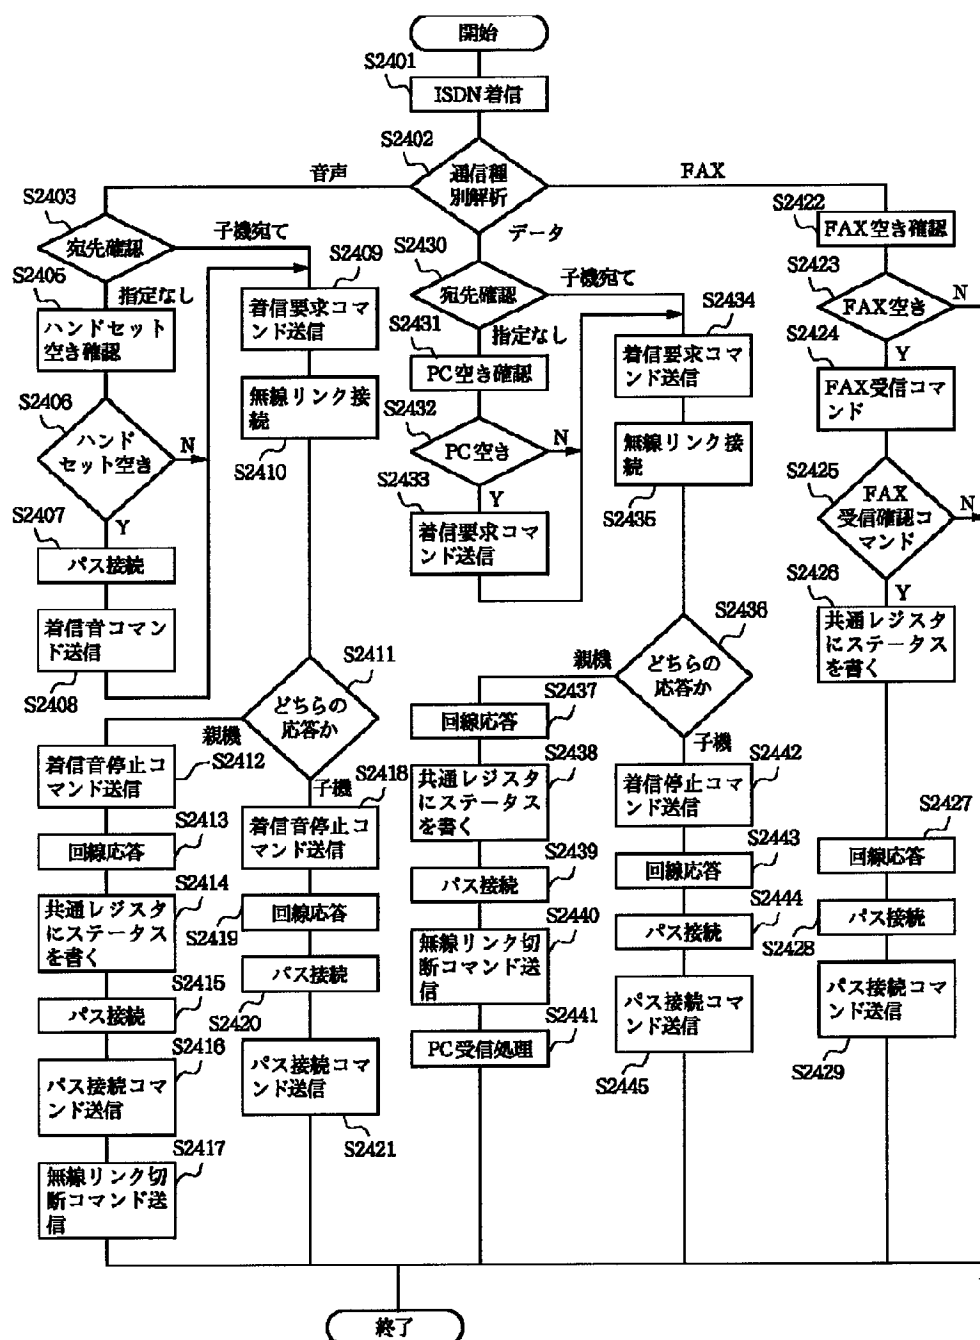 開始
S2401
ISDN着信
S2402
通信種
別解析
音声
FAX
データ
S2403
宛先確認
子機宛て
指定なし
S2405
ハンドセット
空き確認
S2406
ハンド
セット空き
N
Y
S2407
パス接続
着信音コマン
ド送信
S2408
S2409
着信要求コマ
ンド送信
無線リンク接
続
S2410
S2411
どちらの
応答か
親機
子機
S2412
着信音停止コ
マンド送信
S2413
回線応答
S2414
共通レジスタ
にステータス
を書く
S2415
パス接続
S2416
パス接続コマ
ンド送信
S2417
無線リンク切
断コマンド送
信
S2418
着信音停止コ
マンド送信
回線応答
S2419
パス接続
S2420
パス接続コマ
ンド送信
S2421
S2430
宛先確認
子機宛て
指定なし
S2431
PC空き確認
S2432
PC空き
N
Y
S2433
着信要求コマ
ンド送信
S2434
着信要求コマ
ンド送信
無線リンク接
続
S2435
S2436
どちらの
応答か
親機
子機
S2437
回線応答
S2438
共通レジスタ
にステータス
を書く
S2439
パス接続
S2440
無線リンク切
断コマンド送
信
S2441
PC受信処理
S2442
着信停止コマ
ンド送信
S2443
回線応答
S2444
パス接続
パス接続コマ
ンド送信
S2445
S2422
FAX空き確認
S2423
FAX空き
N
Y
S2424
FAX受信コマ
ンド
S2425
FAX
受信確認コ
マンド
N
Y
S2426
共通レジスタ
にステータス
を書く
S2427
回線応答
パス接続
S2428
パス接続コマ
ンド送信
S2429
終了